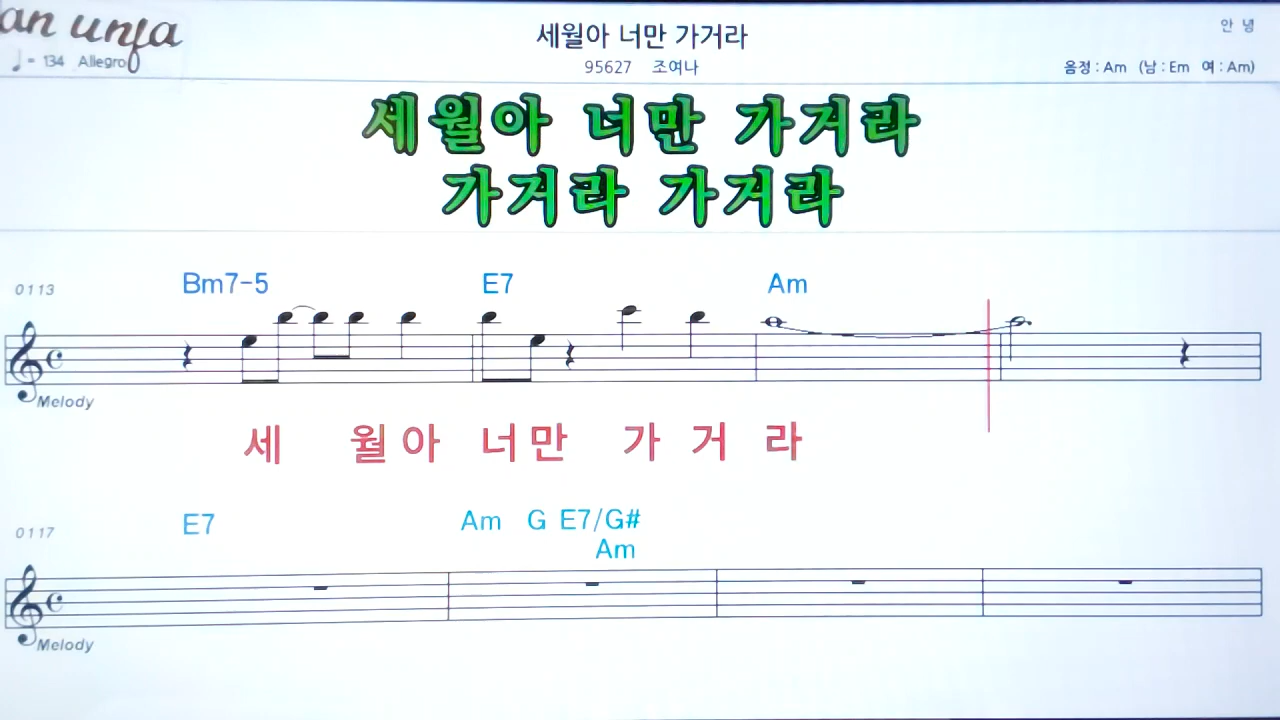 세월아 너만 가거라
안 녕
♩= 134 Allegro
95627 조여나
음정 : Am (남 : Em 여 : Am)
세월아 너만 가거라
가거라 가거라
0113 Bm7-5 E7 Am
Melody
세 월 아 너 만 가 거 라
0117 E7 Am G E7/G#
Am
Melody